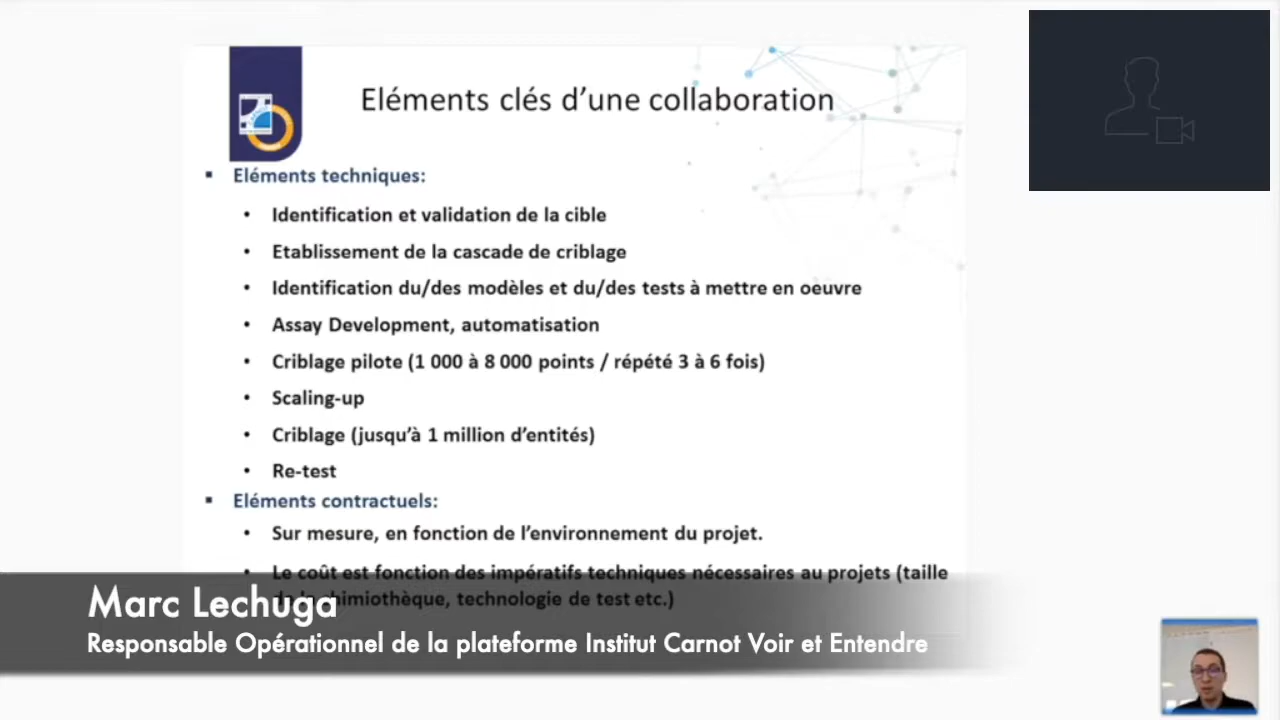 Eléments clés d’une collaboration
Eléments techniques:
Identification et validation de la cible
Etablissement de la cascade de criblage
Identification du/des modèles et du/des tests à mettre en oeuvre
Assay Development, automatisation
Criblage pilote (1 000 à 8 000 points / répété 3 à 6 fois)
Scaling-up
Criblage (jusqu’à 1 million d’entités)
Re-test
Eléments contractuels:
Sur mesure, en fonction de l’environnement du projet.
Le coût est fonction des impératifs techniques nécessaires au projets (taille
de la chimiothèque, technologie de test etc.)
Marc Lechuga
Responsable Opérationnel de la plateforme Institut Carnot Voir et Entendre